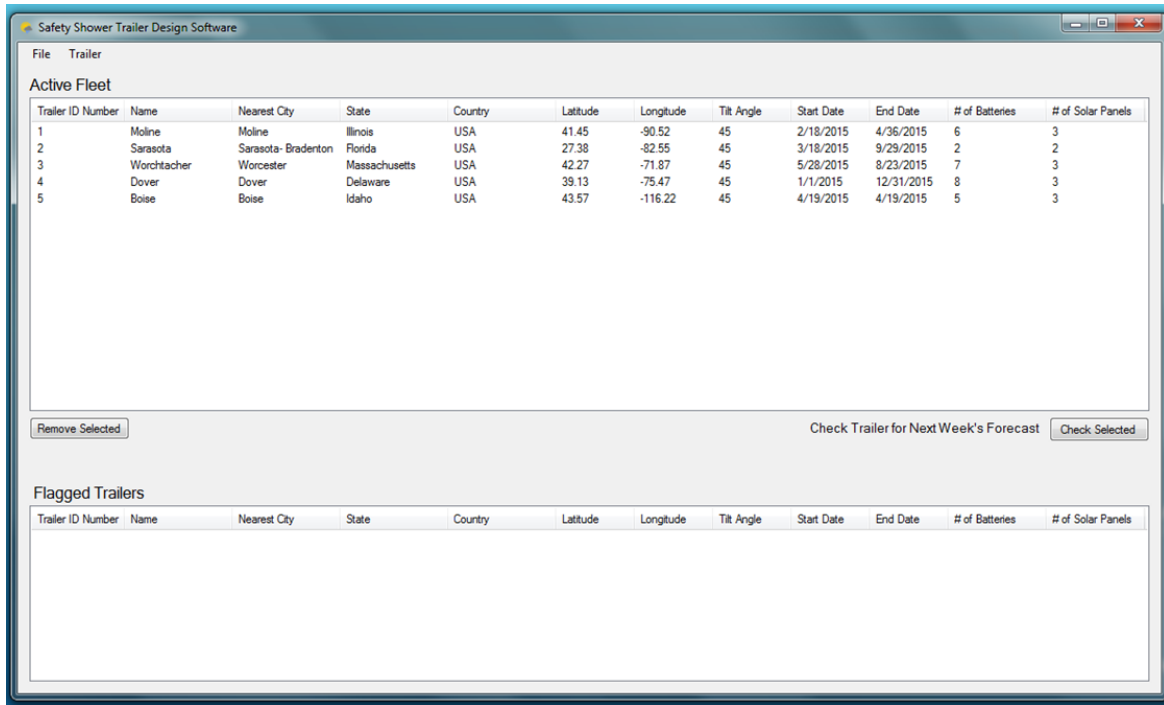 Safety Shower Trailer Design Software
File Trailer
Active Fleet
Trailer ID Number Name Nearest City State Country Latitude Longitude Tilt Angle Start Date End Date # of Batteries # of Solar Panels
1 Moline Moline Illinois USA 41.45 -90.52 45 2/18/2015 4/36/2015 6 3
2 Sarasota Sarasota- Bradenton Florida USA 27.38 -82.55 45 3/18/2015 9/29/2015 2 2
3 Worchtacher Worcester Massachusetts USA 42.27 -71.87 45 5/28/2015 8/23/2015 7 3
4 Dover Dover Delaware USA 39.13 -75.47 45 1/1/2015 12/31/2015 8 3
5 Boise Boise Idaho USA 43.57 -116.22 45 4/19/2015 4/19/2015 5 3
Remove Selected Check Trailer for Next Week's Forecast Check Selected
Flagged Trailers
Trailer ID Number Name Nearest City State Country Latitude Longitude Tilt Angle Start Date End Date # of Batteries # of Solar Panels